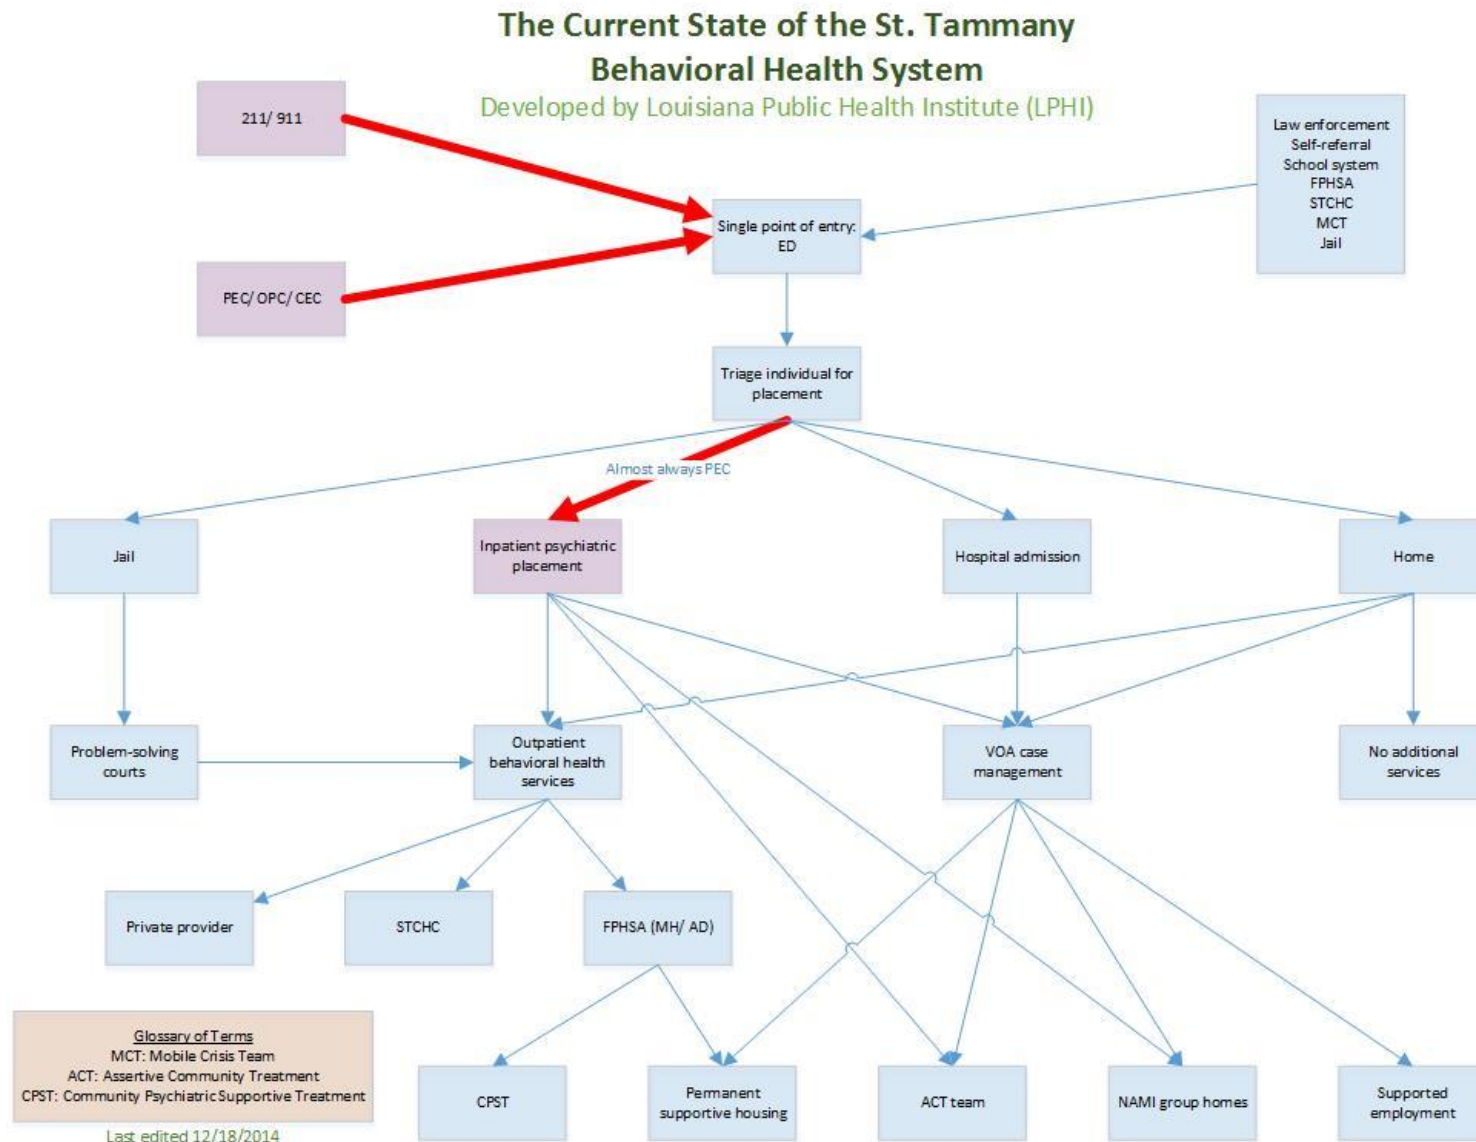 The Current State of the St. Tammany
Behavioral Health System
Developed by Louisiana Public Health Institute (LPHI)
211/ 911
Law enforcement
Self-referral
School system
FPHSA
STCHC
MCT
Jail
Single point of entry:
ED
PEC/ OPC/ CEC
Triage individual for
placement
Almost always PEC
Jail
Inpatient psychiatric
placement
Hospital admission
Home
Problem-solving
courts
Outpatient
behavioral health
services
VOA case
management
No additional
services
Private provider
STCHC
FPHSA (MH/ AD)
Glossary of Terms
MCT: Mobile Crisis Team
ACT: Assertive Community Treatment
CPST: Community Psychiatric Supportive Treatment
Last edited 12/18/2014
CPST
Permanent
supportive housing
ACT team
NAMI group homes
Supported
employment